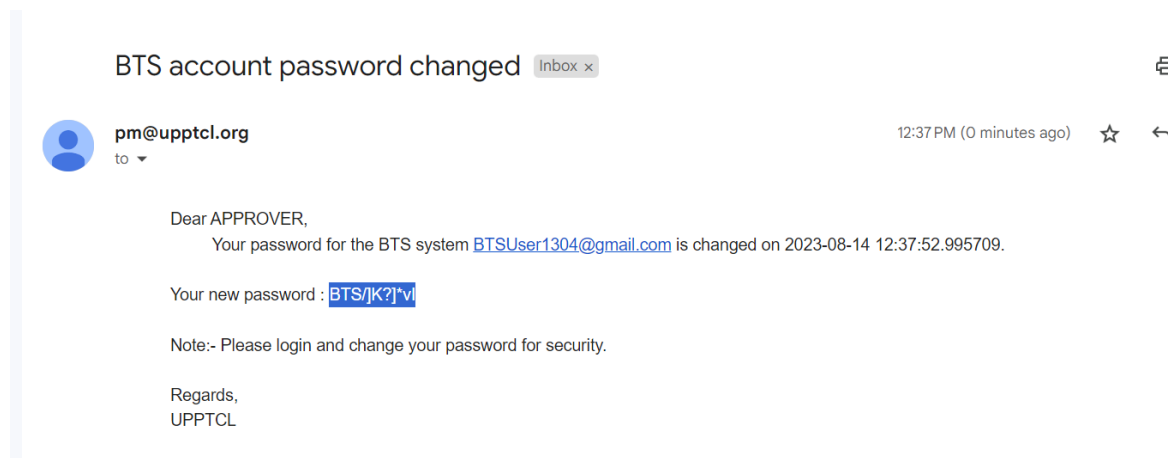 BTS account password changed Inbox ×
pm@upptcl.org 12:37 PM (0 minutes ago)
to
Dear APPROVER,
Your password for the BTS system BTSUser1304@gmail.com is changed on 2023-08-14 12:37:52.995709.
Your new password :
Note:- Please login and change your password for security.
Regards,
UPPTCL